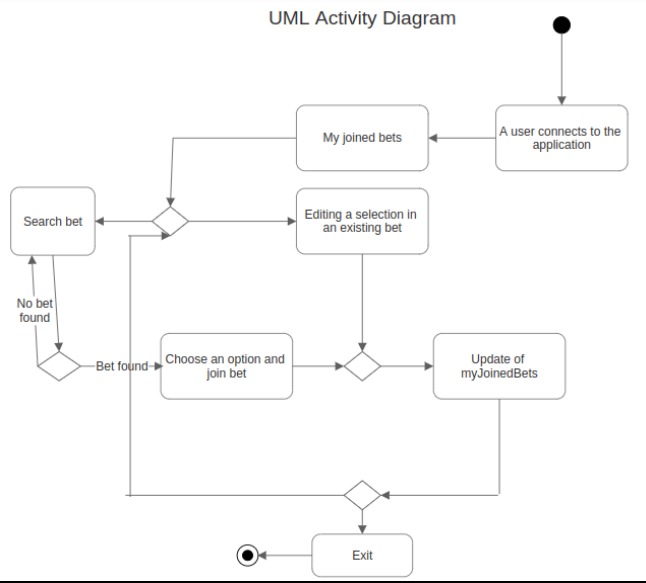 UML Activity Diagram
A user connects to the
application
My joined bets
Search bet
Editing a selection in
an existing bet
No bet
found
Bet found
Choose an option and
join bet
Update of
myJoinedBets
Exit